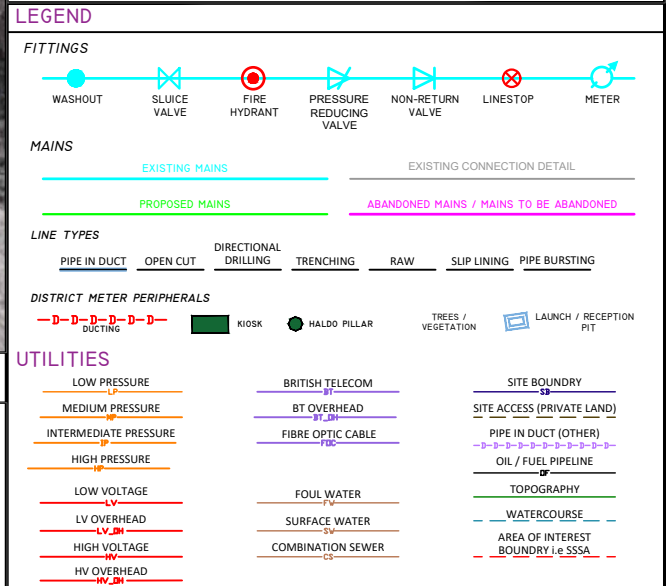 LEGEND
FITTINGS
WASHOUT
SLUICE
VALVE
FIRE
HYDRANT
PRESSURE
REDUCING
VALVE
NON-RETURN
VALVE
LINESTOP
METER
MAINS
EXISTING MAINS
EXISTING CONNECTION DETAIL
PROPOSED MAINS
ABANDONED MAINS / MAINS TO BE ABANDONED
LINE TYPES
PIPE IN DUCT
OPEN CUT
DIRECTIONAL
DRILLING
TRENCHING
RAW
SLIP LINING
PIPE BURSTING
DISTRICT METER PERIPHERALS
D-D-D-D-D-D
DUCTING
KIOSK
HALDO PILLAR
TREES /
VEGETATION
LAUNCH / RECEPTION
PIT
UTILITIES
LOW PRESSURE
LP
MEDIUM PRESSURE
MP
INTERMEDIATE PRESSURE
IP
HIGH PRESSURE
HP
LOW VOLTAGE
LV
LV OVERHEAD
LV_OH
HIGH VOLTAGE
HV
HV OVERHEAD
HV_OH
BRITISH TELECOM
BT
BT OVERHEAD
BT_OH
FIBRE OPTIC CABLE
FOC
FOUL WATER
FW
SURFACE WATER
SW
COMBINATION SEWER
CS
SITE BOUNDRY
SB
SITE ACCESS (PRIVATE LAND)
PIPE IN DUCT (OTHER)
D-D-D-D-D-D-D-D
OIL / FUEL PIPELINE
OF
TOPOGRAPHY
WATERCOURSE
AREA OF INTEREST
BOUNDRY i.e SSSA